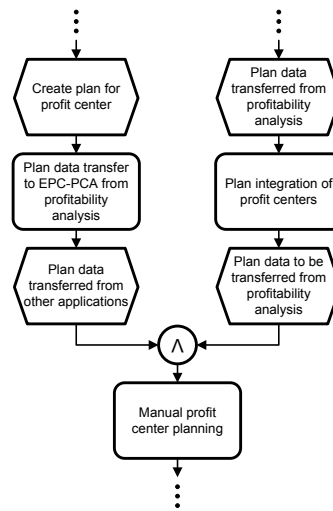 Create plan for
profit center
Plan data transfer
to EPC-PCA from
profitability
analysis
Plan data
transferred from
other applications
Plan data
transferred from
profitability
analysis
Plan integration of
profit centers
Plan data to be
transferred from
profitability
analysis
Λ
Manual profit
center planning